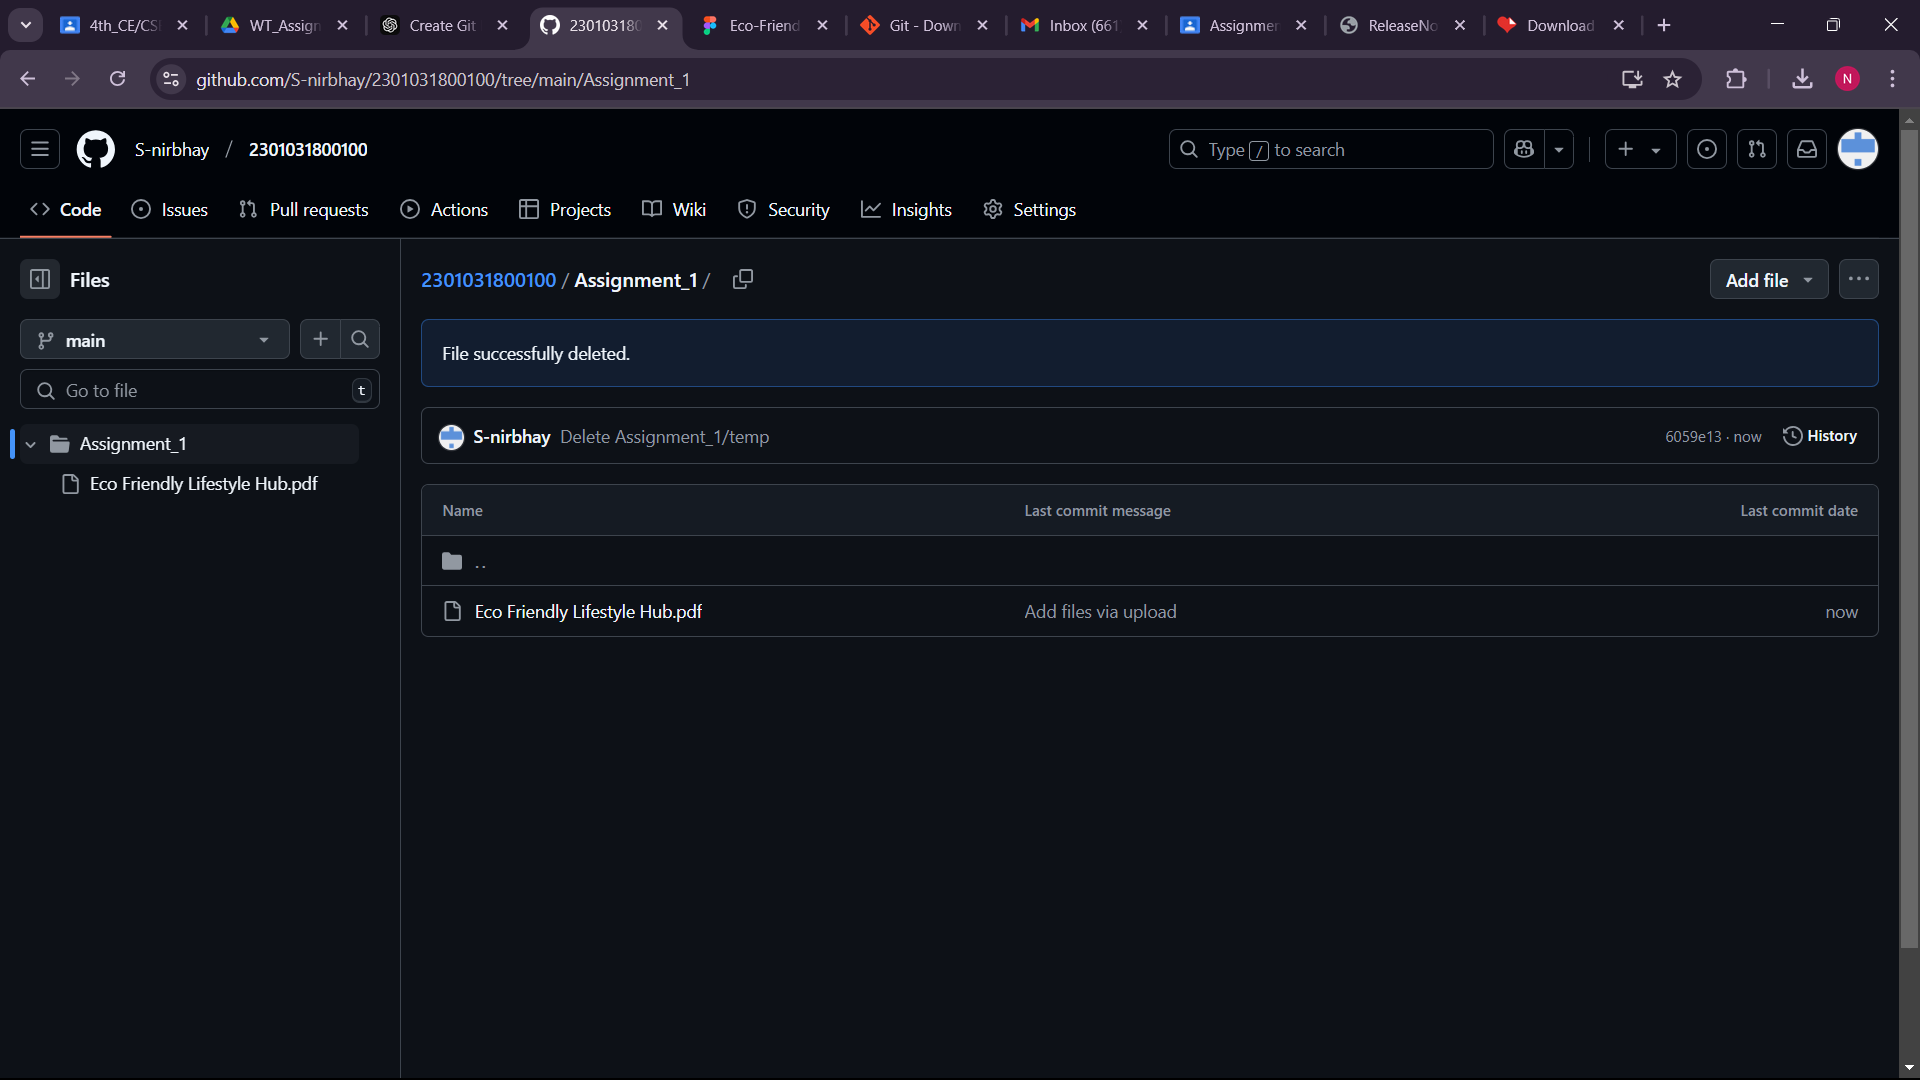 4th_CE/CS
WT_Assign
Create Git
230103180
Eco-Friend
Git - Down
Inbox (661
Assignmen
ReleaseNo
Download
github.com/S-nirbhay/2301031800100/tree/main/Assignment_1
N
S-nirbhay / 2301031800100
Type / to search
Code
Issues
Pull requests
Actions
Projects
Wiki
Security
Insights
Settings
Files
main
Go to file
t
Assignment_1
Eco Friendly Lifestyle Hub.pdf
2301031800100 / Assignment_1 /
Add file
File successfully deleted.
S-nirbhay Delete Assignment_1/temp
6059e13 · now
History
Name Last commit message Last commit date
..
Eco Friendly Lifestyle Hub.pdf Add files via upload now